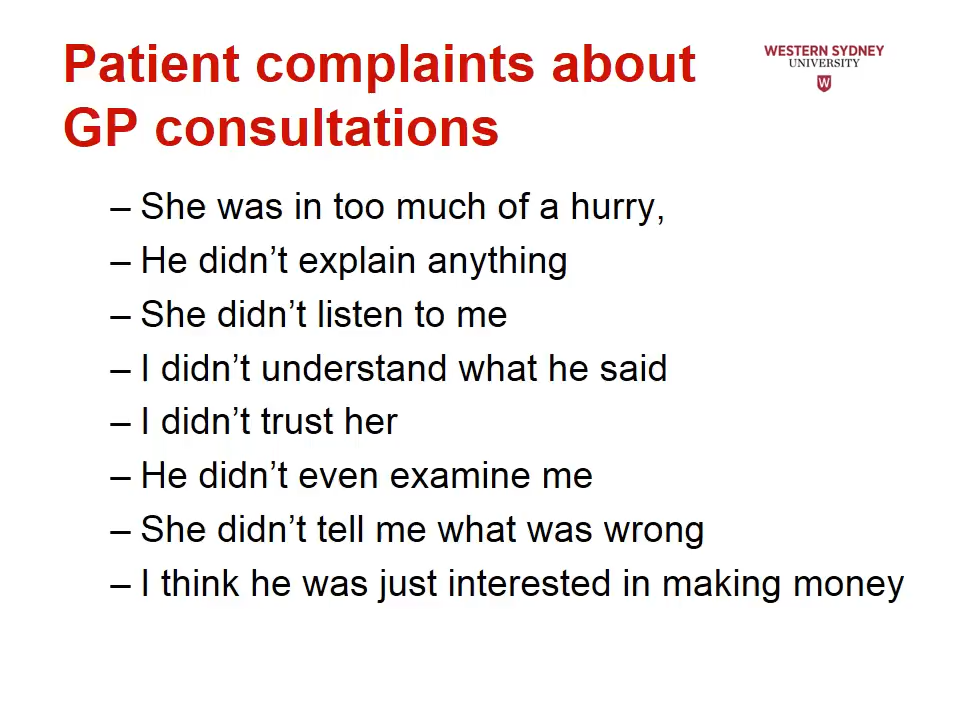 Patient complaints about
GP consultations
WESTERN SYDNEY
UNIVERSITY
W
– She was in too much of a hurry,
– He didn’t explain anything
– She didn’t listen to me
– I didn’t understand what he said
– I didn’t trust her
– He didn’t even examine me
– She didn’t tell me what was wrong
– I think he was just interested in making money